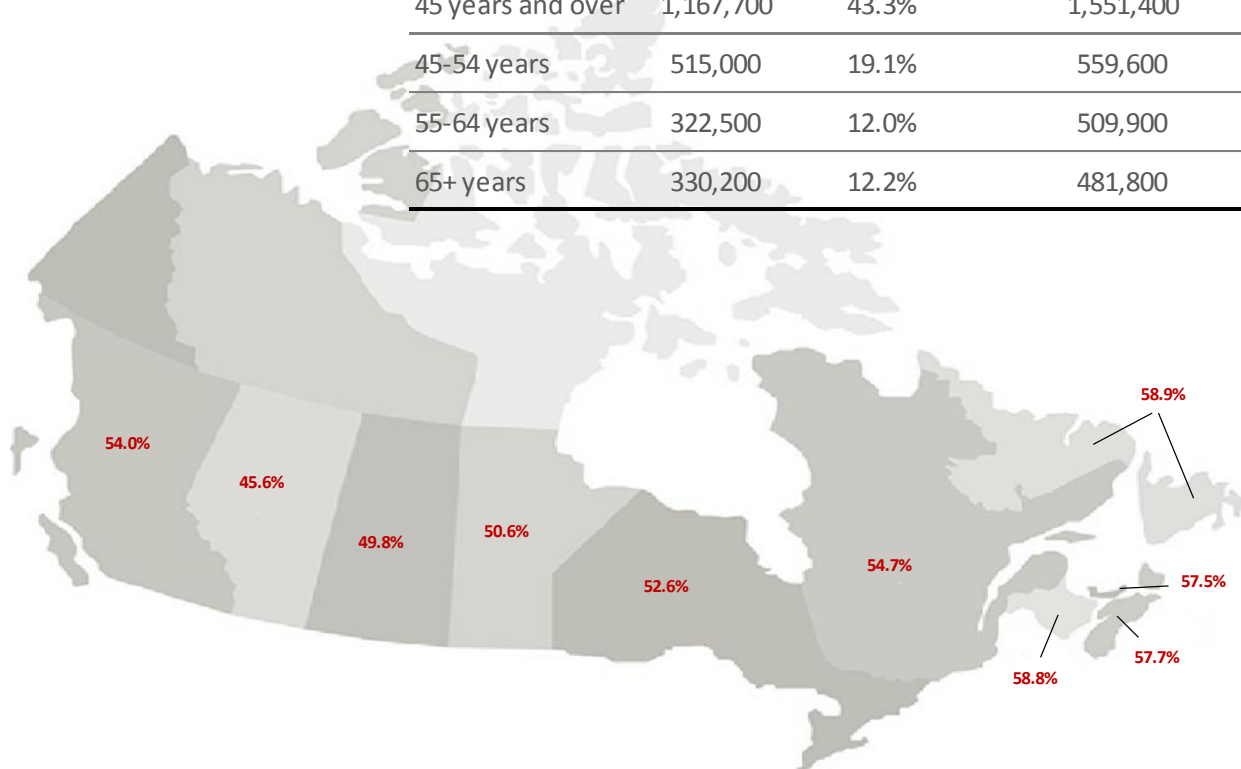 45 years and over 1,167,700 43.3% 1,551,400
45-54 years 515,000 19.1% 559,600
55-64 years 322,500 12.0% 509,900
65+ years 330,200 12.2% 481,800
58.9%
54.0%
45.6%
50.6%
49.8%
54.7%
57.5%
52.6%
57.7%
58.8%